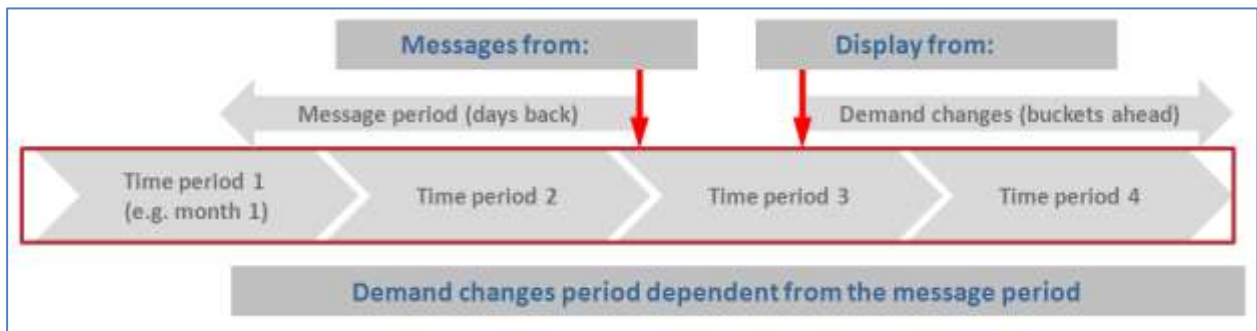 Messages from:
Display from:
Message period (days back)
Demand changes (buckets ahead)
Time period 1
(e.g. month 1)
Time period 2
Time period 3
Time period 4
Demand changes period dependent from the message period